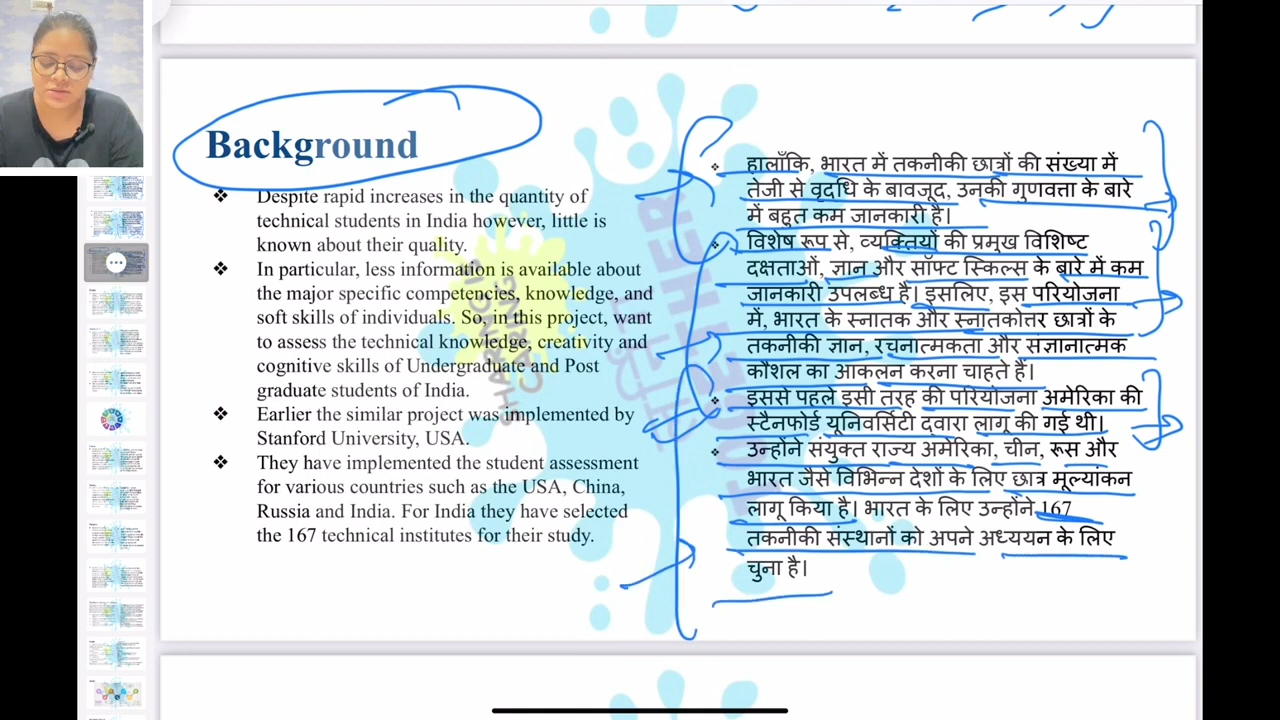 Background
❖ Despite rapid increases in the quantity of
technical students in India however, little is
known about their quality.
❖ In particular, less information is available about
the major specific competencies, knowledge, and
soft skills of individuals. So, in this project, want
to assess the technical knowledge, creativity and
cognitive skills of Undergraduate and Post
graduate students of India.
❖ Earlier the similar project was implemented by
Stanford University, USA.
❖ They have implemented the student assessment
for various countries such as the USA, China,
Russia and India. For India they have selected
the 167 technical institutes for their study.
❖ हालाँकि, भारत में तकनीकी छात्रों की संख्या में
तेजी से वृद्धि के बावजूद, उनकी गुणवत्ता के बारे
में बहुत कम जानकारी है।
❖ विशेष रूप से, व्यक्तियों की प्रमुख विशिष्ट
दक्षताओं, ज्ञान और सॉफ्ट स्किल्स के बारे में कम
जानकारी उपलब्ध है। इसलिए, इस परियोजना
में, भारत के स्नातक और स्नातकोत्तर छात्रों के
तकनीकी ज्ञान, रचनात्मकता और संज्ञानात्मक
कौशल का आकलन करना चाहते हैं।
❖ इससे पहले इसी तरह की परियोजना अमेरिका की
स्टैनफोर्ड यूनिवर्सिटी द्वारा लागू की गई थी।
❖ उन्होंने संयुक्त राज्य अमेरिका, चीन, रूस और
भारत जैसे विभिन्न देशों के लिए छात्र मूल्यांकन
लागू किया है। भारत के लिए उन्होंने 167
तकनीकी संस्थानों को अपने अध्ययन के लिए
चुना है।